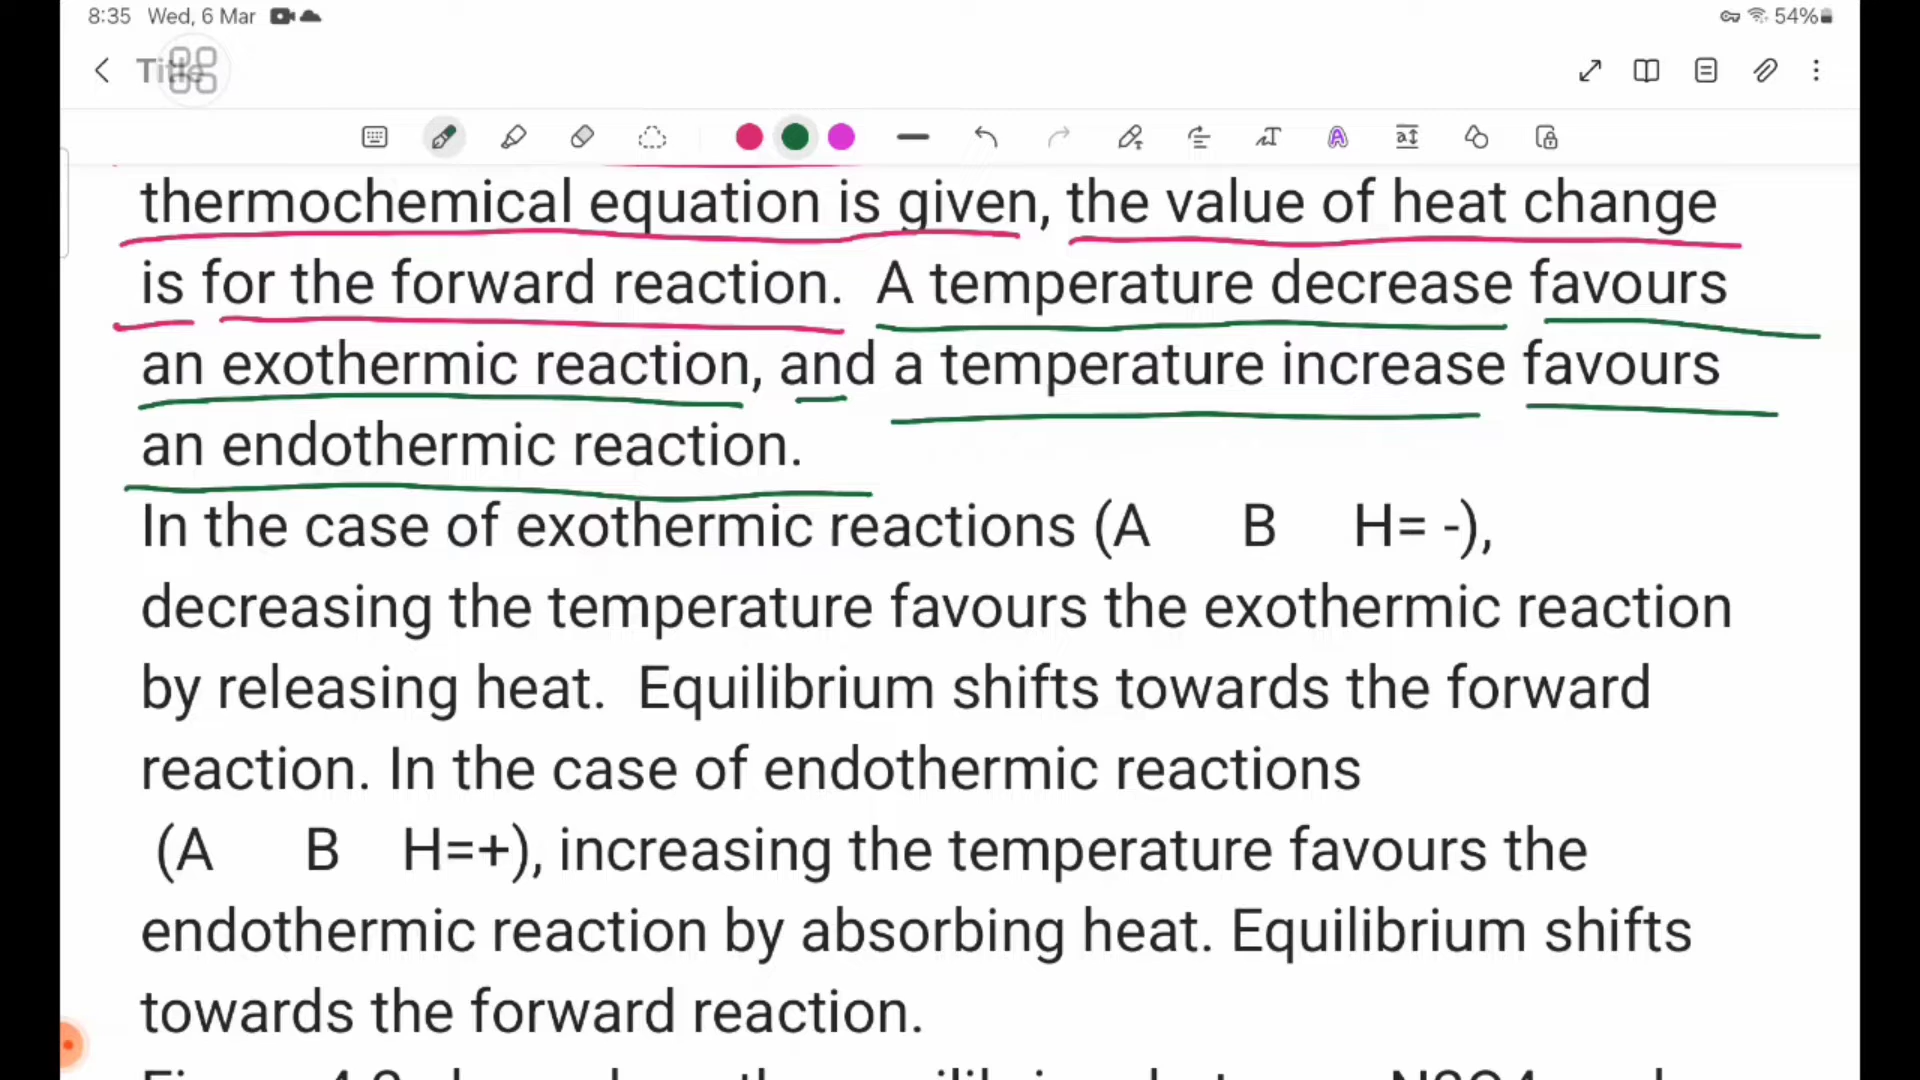 8:35 Wed, 6 Mar
54%
Title
thermochemical equation is given, the value of heat change
is for the forward reaction. A temperature decrease favours
an exothermic reaction, and a temperature increase favours
an endothermic reaction.
In the case of exothermic reactions (A B H= -),
decreasing the temperature favours the exothermic reaction
by releasing heat. Equilibrium shifts towards the forward
reaction. In the case of endothermic reactions
(A B H=+), increasing the temperature favours the
endothermic reaction by absorbing heat. Equilibrium shifts
towards the forward reaction.